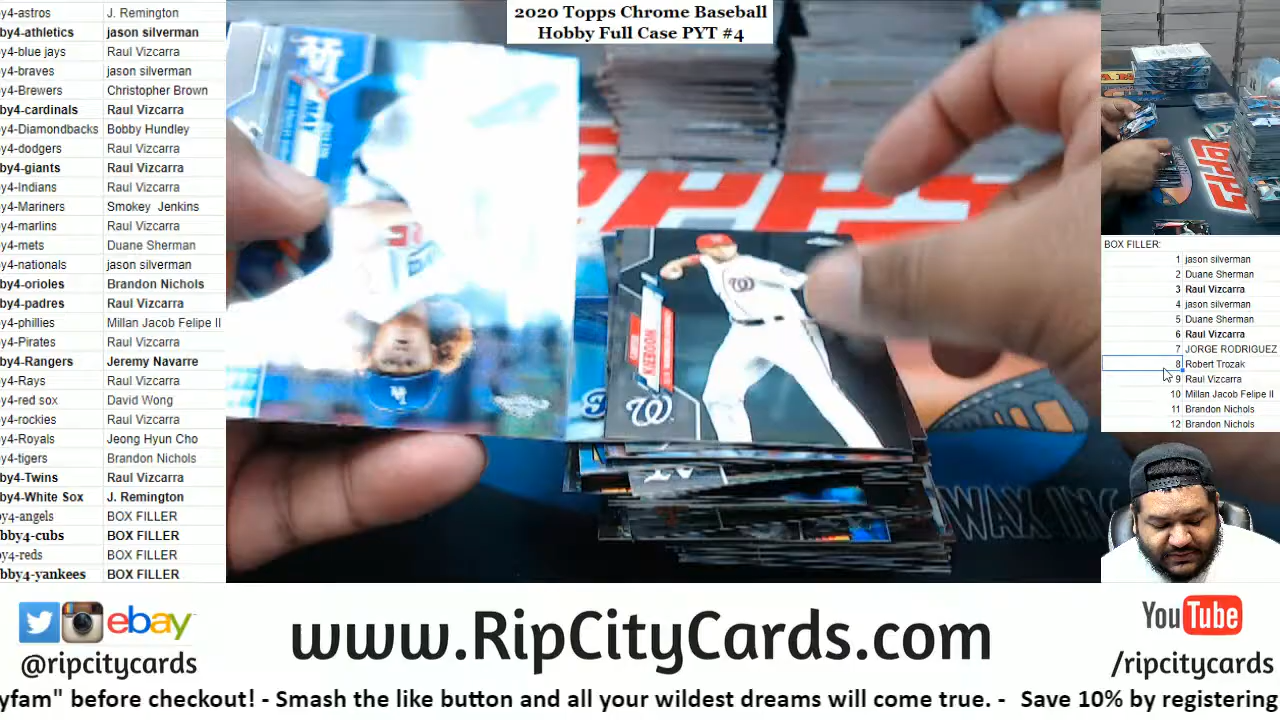 2020 Topps Chrome Baseball
Hobby Full Case PYT #4
y4-astros J. Remington
by4-athletics jason silverman
y4-blue jays Raul Vizcarra
y4-braves jason silverman
y4-Brewers Christopher Brown
by4-cardinals Raul Vizcarra
y4-Diamondbacks Bobby Hundley
y4-dodgers Raul Vizcarra
by4-giants Raul Vizcarra
y4-Indians Raul Vizcarra
y4-Mariners Smokey Jenkins
y4-marlins Raul Vizcarra
y4-mets Duane Sherman
y4-nationals jason silverman
by4-orioles Brandon Nichols
by4-padres Raul Vizcarra
y4-phillies Millan Jacob Felipe II
y4-Pirates Raul Vizcarra
by4-Rangers Jeremy Navarre
y4-Rays Raul Vizcarra
y4-red sox David Wong
y4-rockies Raul Vizcarra
y4-Royals Jeong Hyun Cho
y4-tigers Brandon Nichols
by4-Twins Raul Vizcarra
by4-White Sox J. Remington
y4-angels BOX FILLER
bby4-cubs BOX FILLER
by4-reds BOX FILLER
bby4-yankees BOX FILLER
MAY
KIEBOOM
W
W
TOPPS
WAX INC
BOX FILLER:
1 jason silverman
2 Duane Sherman
3 Raul Vizcarra
4 jason silverman
5 Duane Sherman
6 Raul Vizcarra
7 JORGE RODRIGUEZ
8 Robert Trozak
9 Raul Vizcarra
10 Millan Jacob Felipe II
11 Brandon Nichols
12 Brandon Nichols
ebay
@ripcitycards
www.RipCityCards.com
YouTube
/ripcitycards
yfam" before checkout! - Smash the like button and all your wildest dreams will come true. - Save 10% by registering